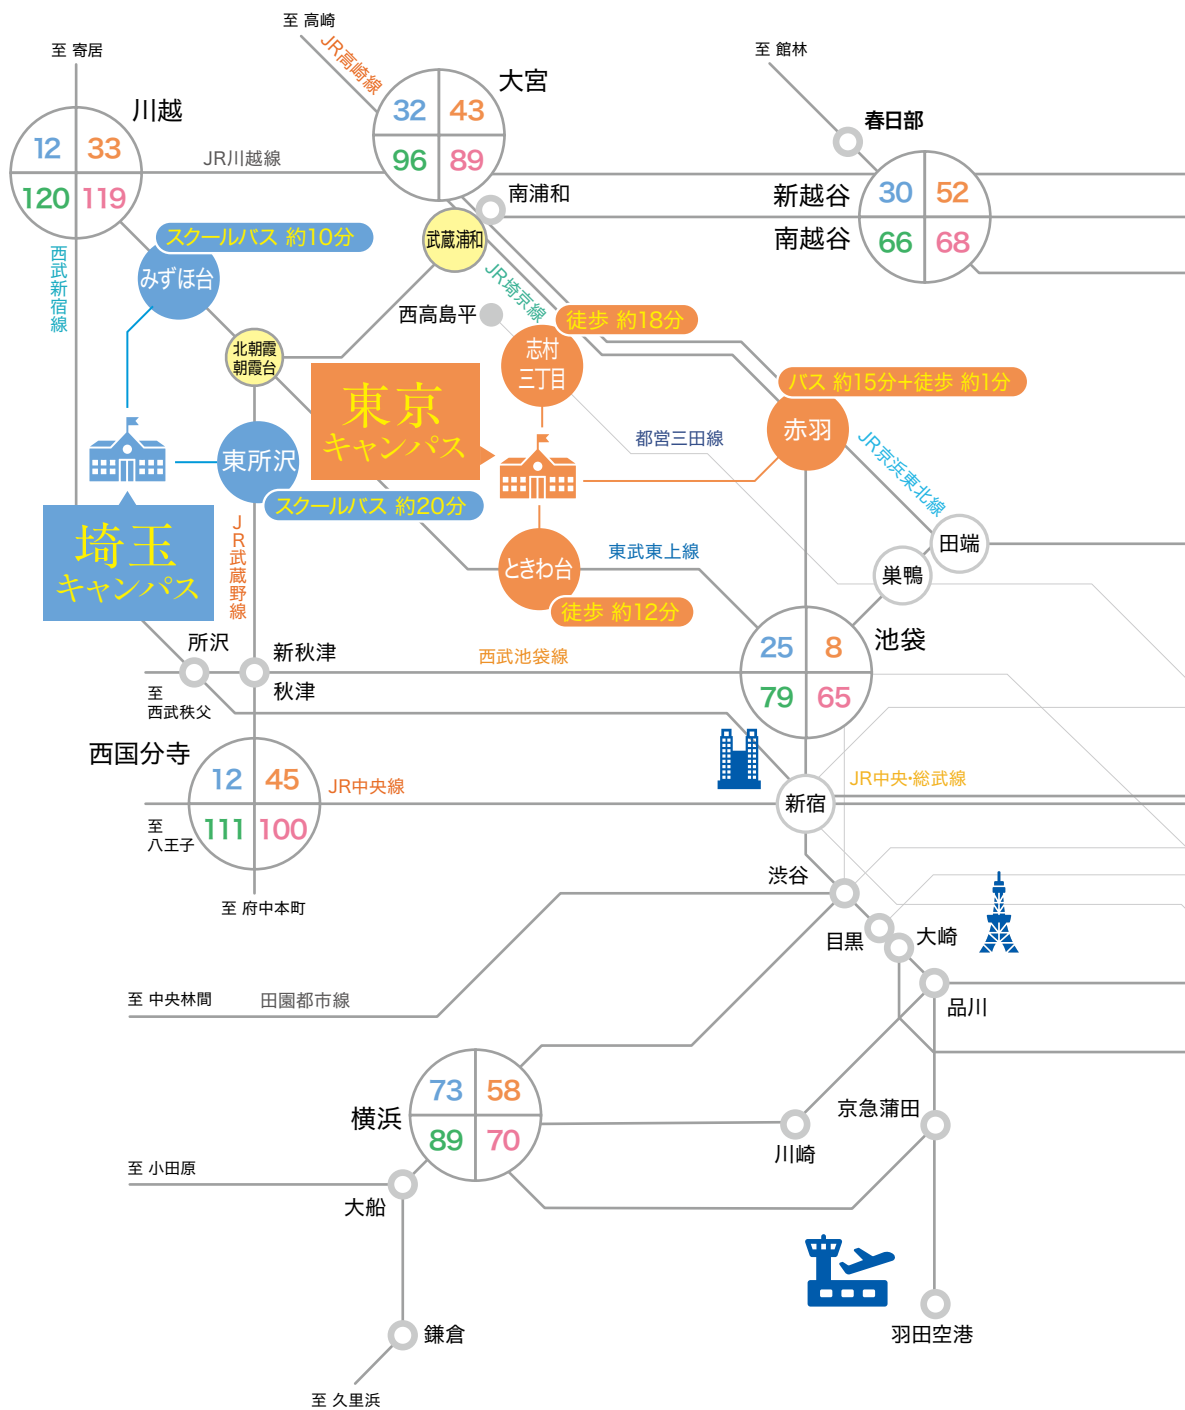 至 高崎
至 寄居
至 館林
JR高崎線
大宮
32
43
96
89
川越
12
33
120
119
JR川越線
春日部
新越谷
南越谷
30
52
66
68
南浦和
武蔵浦和
スクールバス 約10分
みずほ台
西武新宿線
JR埼京線
西高島平
徒歩 約18分
志村
三丁目
北朝霞
朝霞台
東京
キャンパス
バス 約15分+徒歩 約1分
赤羽
都営三田線
JR京浜東北線
東所沢
スクールバス 約20分
埼玉
キャンパス
JR武蔵野線
田端
巣鴨
東武東上線
ときわ台
徒歩 約12分
所沢
新秋津
秋津
西武池袋線
池袋
25
8
79
65
至
西武秩父
西国分寺
12
45
111
100
JR中央線
新宿
JR中央・総武線
至
八王子
至 府中本町
渋谷
目黒
大崎
品川
至 中央林間
田園都市線
横浜
73
58
89
70
京急蒲田
川崎
至 小田原
大船
羽田空港
鎌倉
至 久里浜